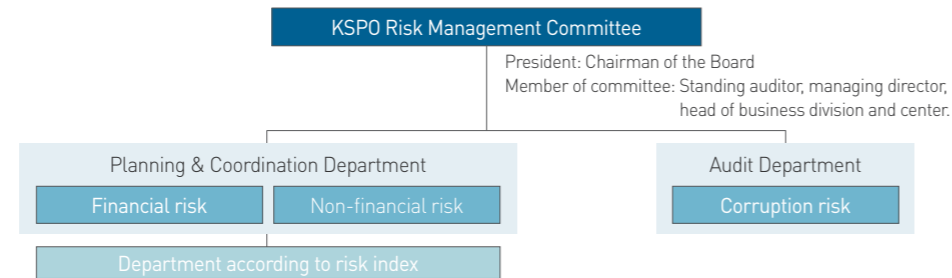 KSPO Risk Management Committee
President: Chairman of the Board
Member of committee: Standing auditor, managing director,
head of business division and center.
Planning & Coordination Department
Audit Department
Financial risk
Non-financial risk
Corruption risk
Department according to risk index